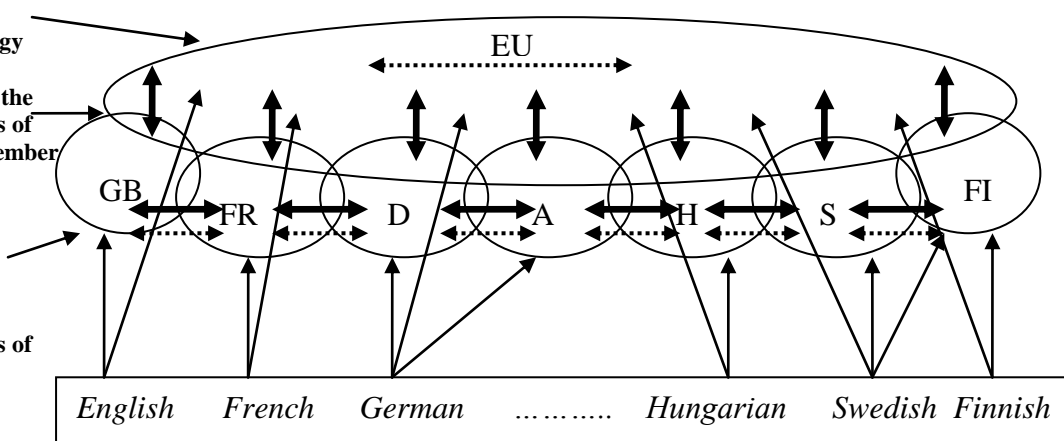 gy
EU
the
s of
ember
GB FR D A H S FI
s of
English French German ……….. Hungarian Swedish Finnish